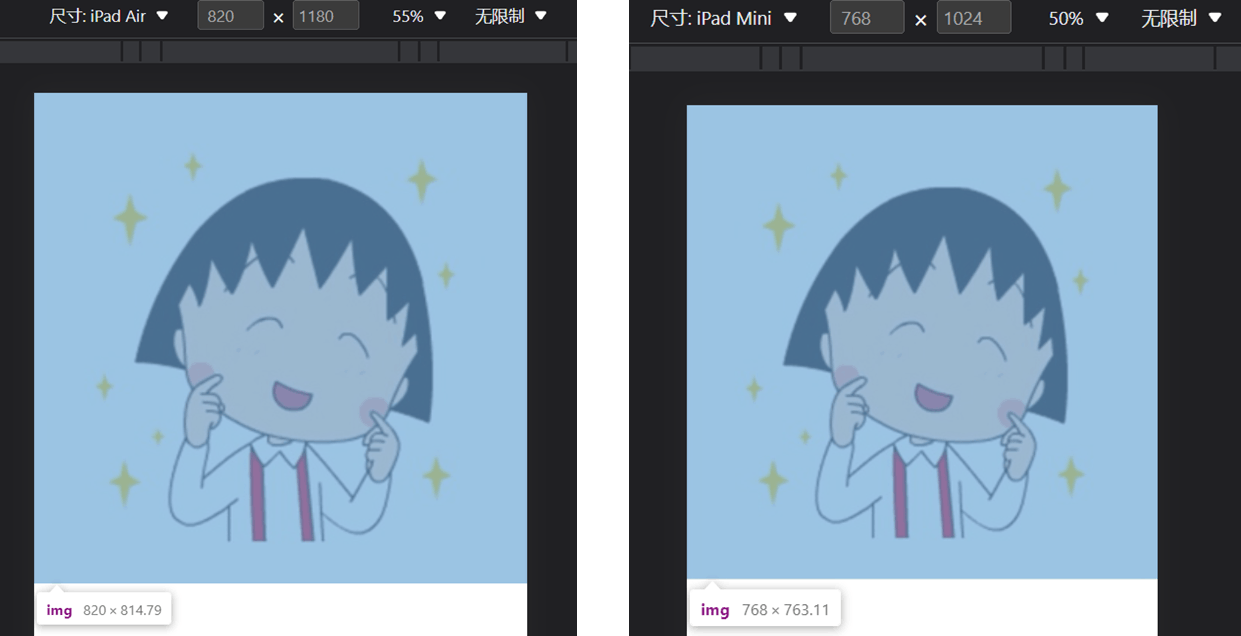 尺寸: iPad Air ▼ 820 × 1180 55% ▼ 无限制 ▼
img 820 × 814.79
尺寸: iPad Mini ▼ 768 × 1024 50% ▼ 无限制 ▼
img 768 × 763.11